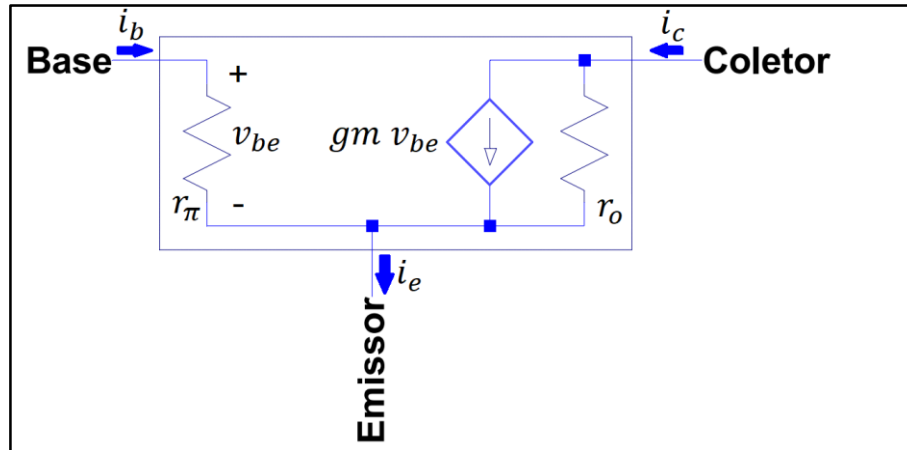 i_b
i_c
Base
Coletor
+
v_be
gm v_be
r_π
-
r_o
i_e
Emissor